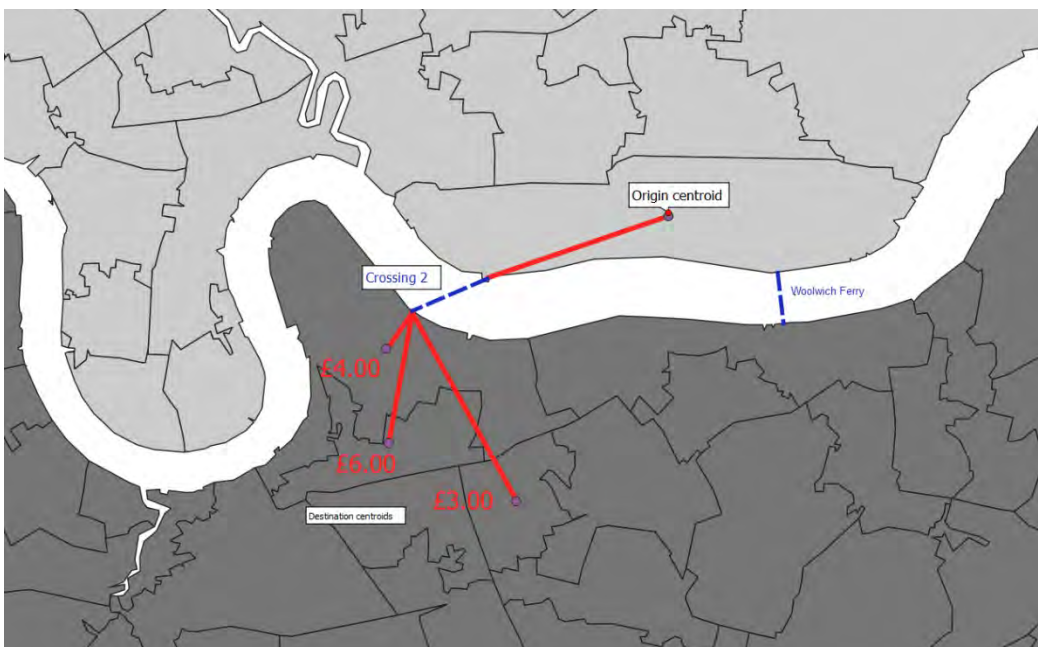 Origin centroid
Crossing 2
Woolwich Ferry
£4.00
£6.00
£3.00
Destination centroids